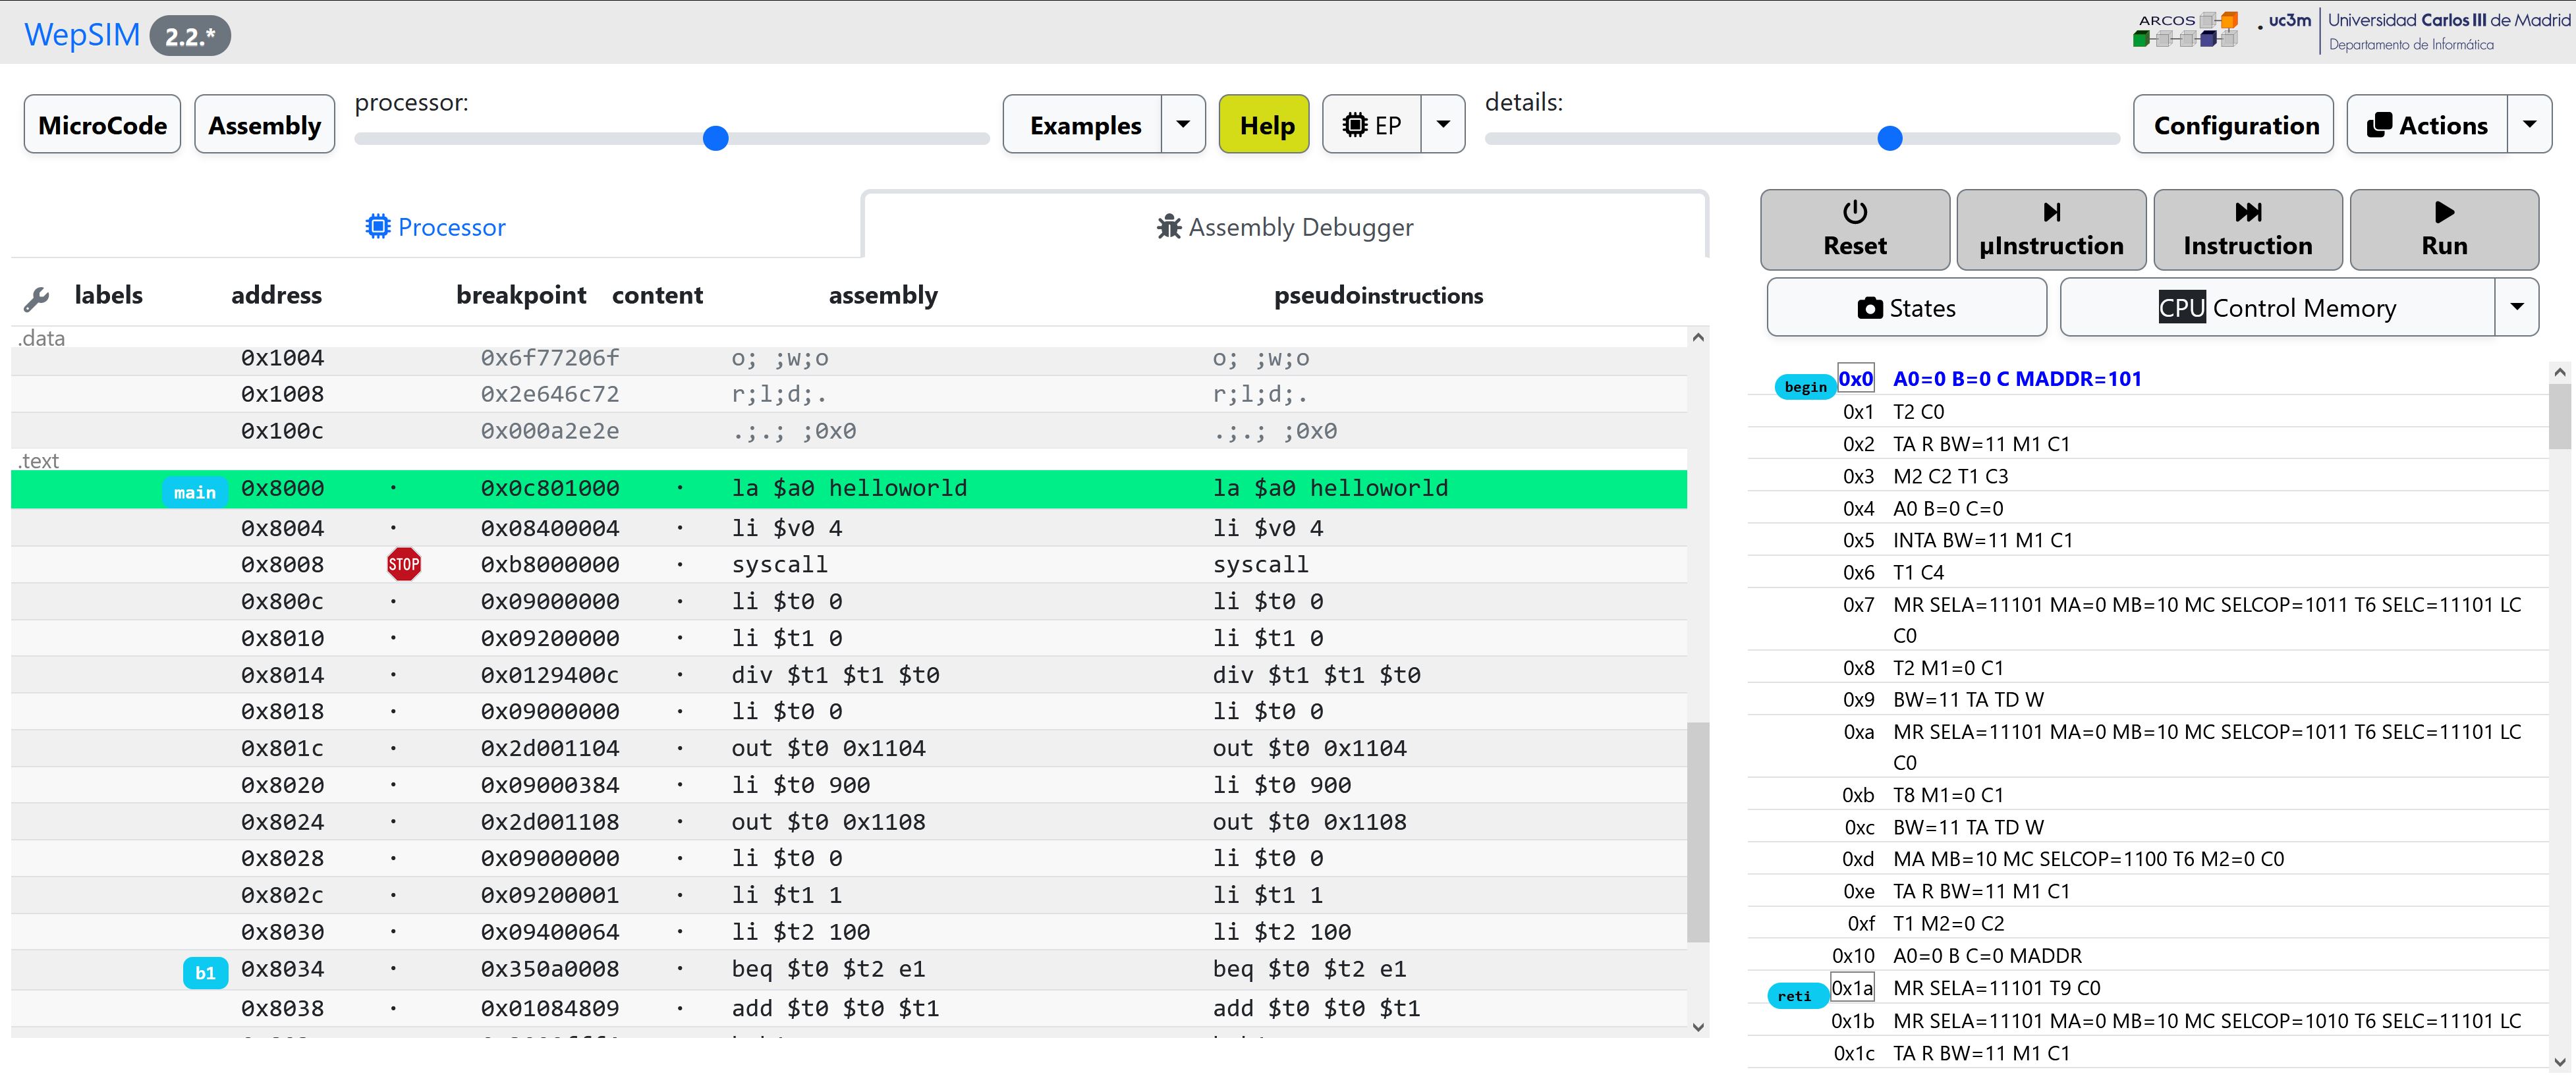 WepSIM 2.2.*
ARCOS
uc3m Universidad Carlos III de Madrid
Departamento de Informática
MicroCode Assembly processor: Examples Help EP details: Configuration Actions
Processor Assembly Debugger
Reset µInstruction Instruction Run
States CPU Control Memory
labels address breakpoint content assembly pseudoinstructions
.data
0x1004 0x6f77206f o; ;w;o o; ;w;o
0x1008 0x2e646c72 r;l;d;. r;l;d;.
0x100c 0x000a2e2e .;.; ;0x0 .;.; ;0x0
.text
main 0x8000 · 0x0c801000 · la $a0 helloworld la $a0 helloworld
0x8004 · 0x08400004 · li $v0 4 li $v0 4
0x8008 STOP 0xb8000000 · syscall syscall
0x800c · 0x09000000 · li $t0 0 li $t0 0
0x8010 · 0x09200000 · li $t1 0 li $t1 0
0x8014 · 0x0129400c · div $t1 $t1 $t0 div $t1 $t1 $t0
0x8018 · 0x09000000 · li $t0 0 li $t0 0
0x801c · 0x2d001104 · out $t0 0x1104 out $t0 0x1104
0x8020 · 0x09000384 · li $t0 900 li $t0 900
0x8024 · 0x2d001108 · out $t0 0x1108 out $t0 0x1108
0x8028 · 0x09000000 · li $t0 0 li $t0 0
0x802c · 0x09200001 · li $t1 1 li $t1 1
0x8030 · 0x09400064 · li $t2 100 li $t2 100
b1 0x8034 · 0x350a0008 · beq $t0 $t2 e1 beq $t0 $t2 e1
0x8038 · 0x01084809 · add $t0 $t0 $t1 add $t0 $t0 $t1
begin 0x0 A0=0 B=0 C MADDR=101
0x1 T2 C0
0x2 TA R BW=11 M1 C1
0x3 M2 C2 T1 C3
0x4 A0 B=0 C=0
0x5 INTA BW=11 M1 C1
0x6 T1 C4
0x7 MR SELA=11101 MA=0 MB=10 MC SELCOP=1011 T6 SELC=11101 LC
C0
0x8 T2 M1=0 C1
0x9 BW=11 TA TD W
0xa MR SELA=11101 MA=0 MB=10 MC SELCOP=1011 T6 SELC=11101 LC
C0
0xb T8 M1=0 C1
0xc BW=11 TA TD W
0xd MA MB=10 MC SELCOP=1100 T6 M2=0 C0
0xe TA R BW=11 M1 C1
0xf T1 M2=0 C2
0x10 A0=0 B C=0 MADDR
reti 0x1a MR SELA=11101 T9 C0
0x1b MR SELA=11101 MA=0 MB=10 MC SELCOP=1010 T6 SELC=11101 LC
0x1c TA R BW=11 M1 C1